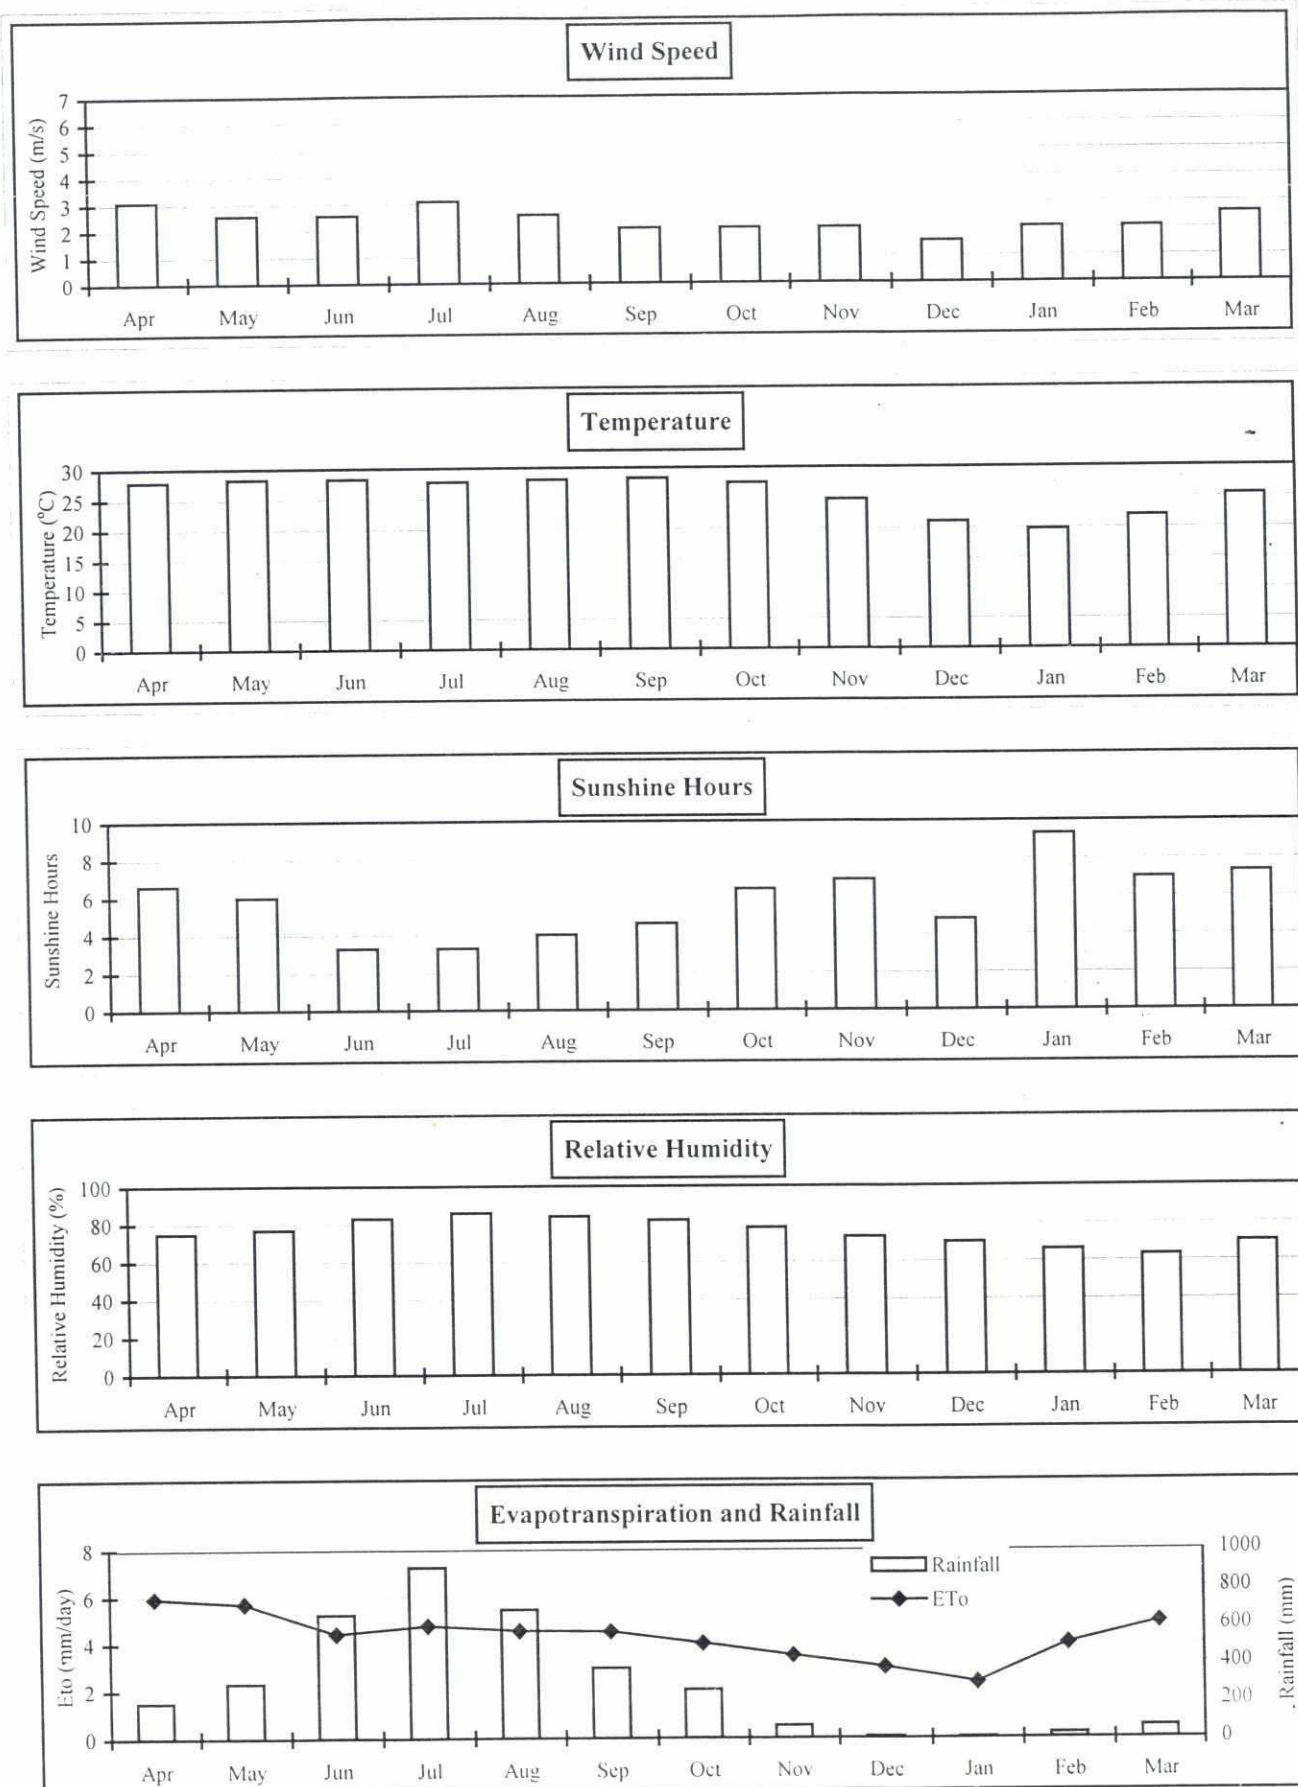 Wind Speed
Wind Speed (m/s)
7
6
5
4
3
2
1
0
Apr May Jun Jul Aug Sep Oct Nov Dec Jan Feb Mar
Temperature
Temperature (°C)
30
25
20
15
10
5
0
Apr May Jun Jul Aug Sep Oct Nov Dec Jan Feb Mar
Sunshine Hours
Sunshine Hours
10
8
6
4
2
0
Apr May Jun Jul Aug Sep Oct Nov Dec Jan Feb Mar
Relative Humidity
Relative Humidity (%)
100
80
60
40
20
0
Apr May Jun Jul Aug Sep Oct Nov Dec Jan Feb Mar
Evapotranspiration and Rainfall
Eto (mm/day)
8
6
4
2
0
Rainfall
ETo
1000
800
600
400
200
0
Rainfall (mm)
Apr May Jun Jul Aug Sep Oct Nov Dec Jan Feb Mar